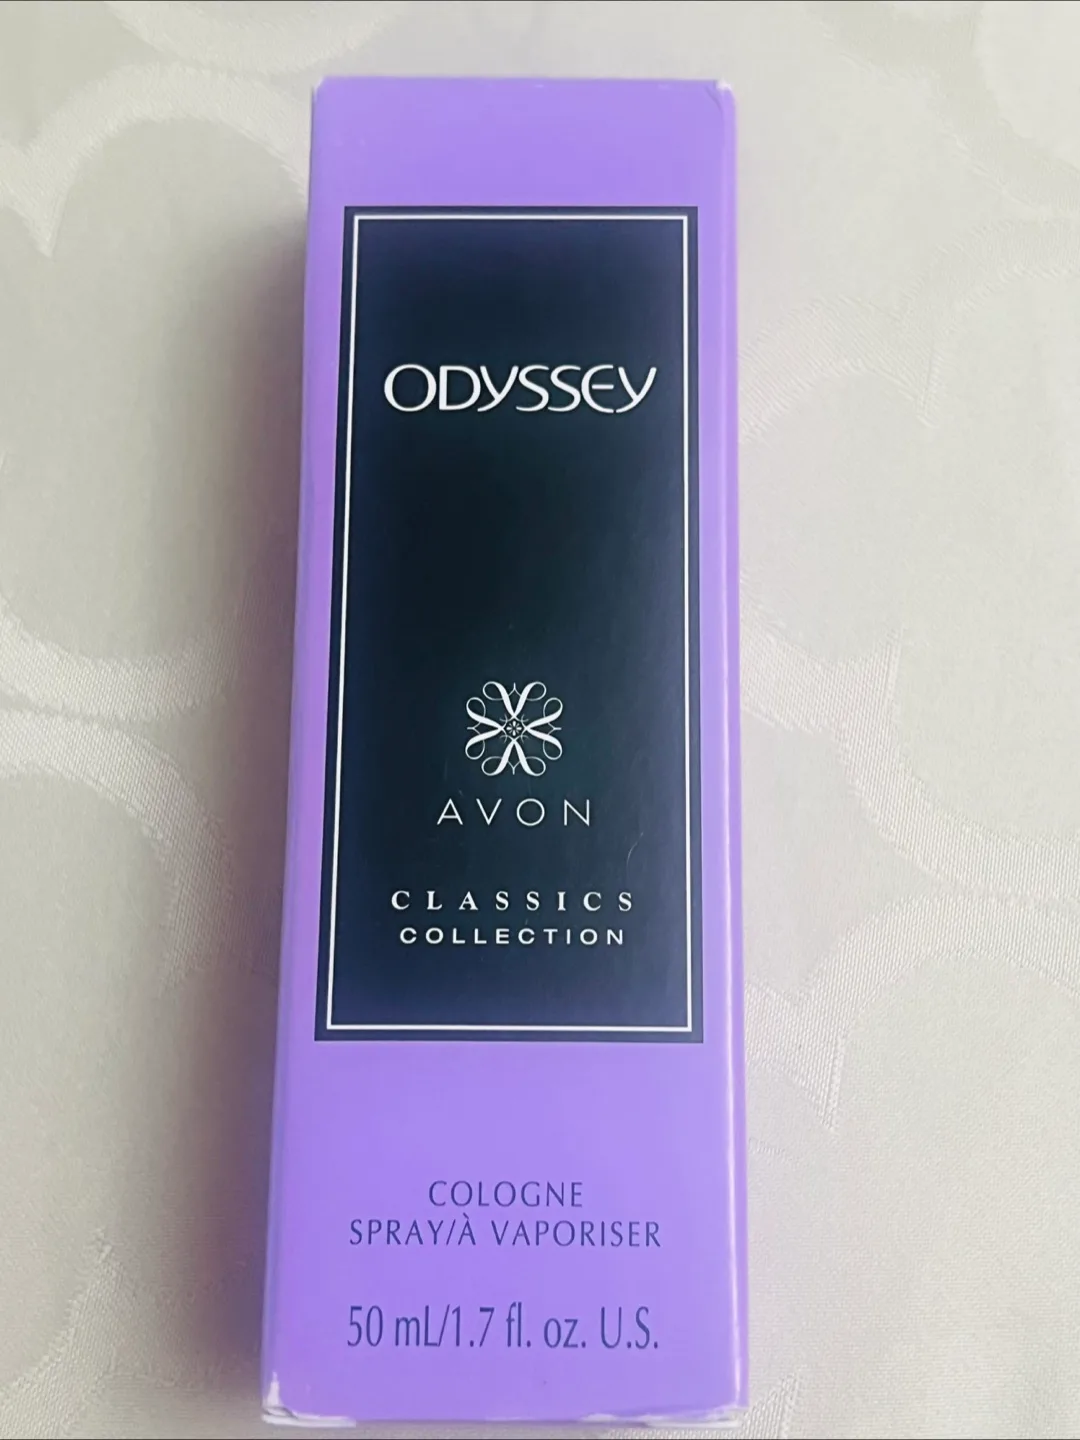 ODYSSEY
AVON
CLASSICS
COLLECTION
COLOGNE
SPRAY/À VAPORISER
50 mL/1.7 fl. oz. U.S.